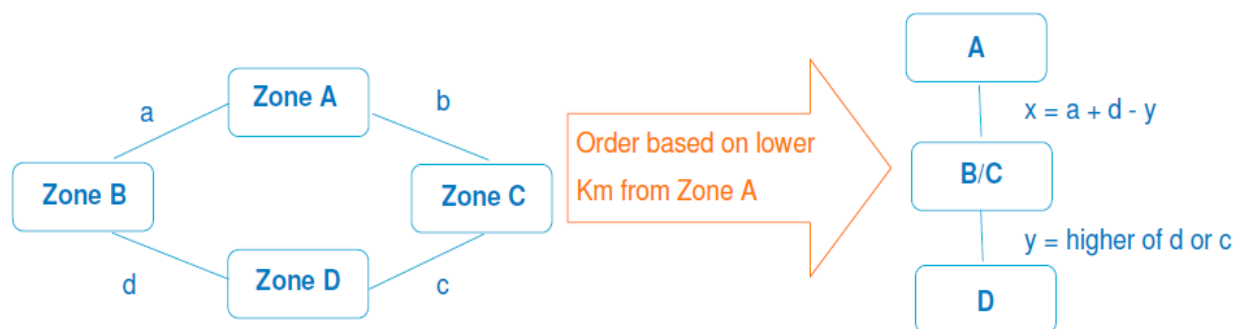 Zone A
a
b
Zone B
Zone C
d
Zone D
c
Order based on lower
Km from Zone A
A
x = a + d - y
B/C
y = higher of d or c
D